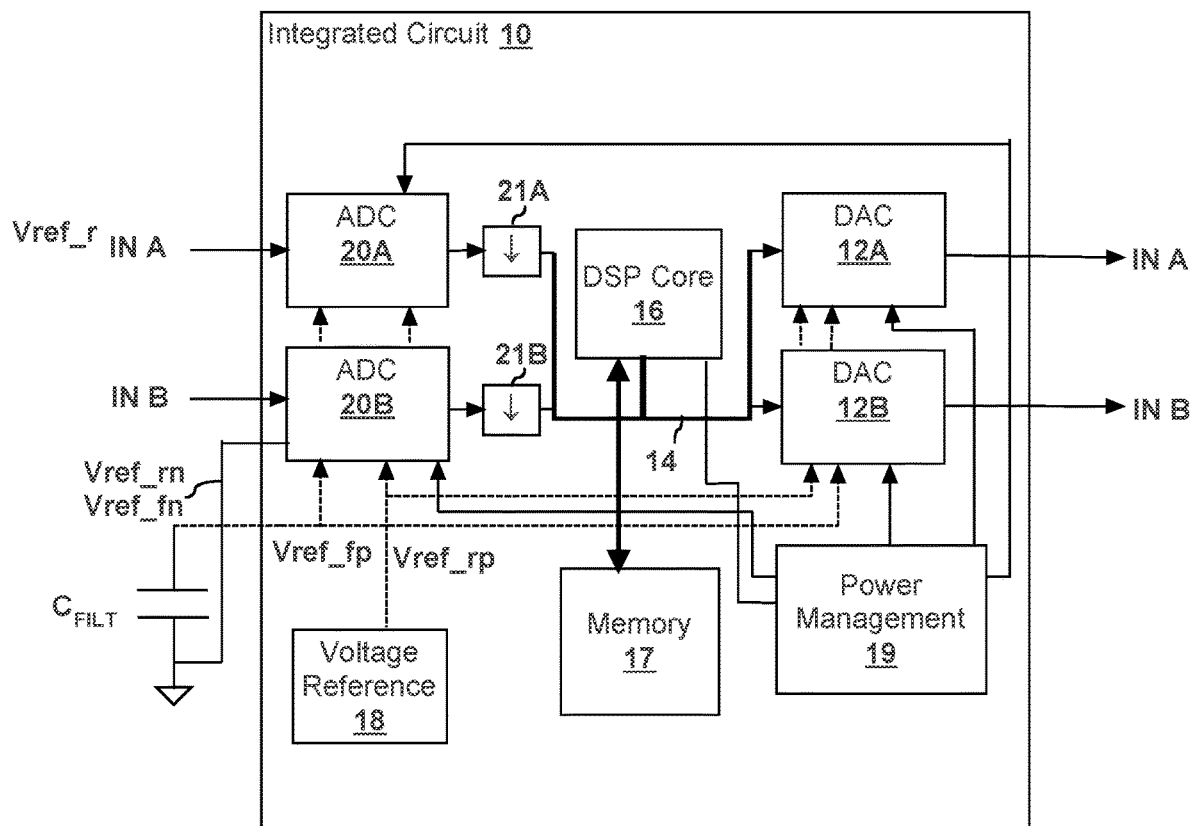 Integrated Circuit 10
Vref_r IN A
ADC
20A
21A
↓
DSP Core
16
DAC
12A
IN A
IN B
ADC
20B
21B
↓
14
DAC
12B
IN B
Vref_rn
Vref_fn
Vref_fp
Vref_rp
CFILT
Voltage
Reference
18
Memory
17
Power
Management
19